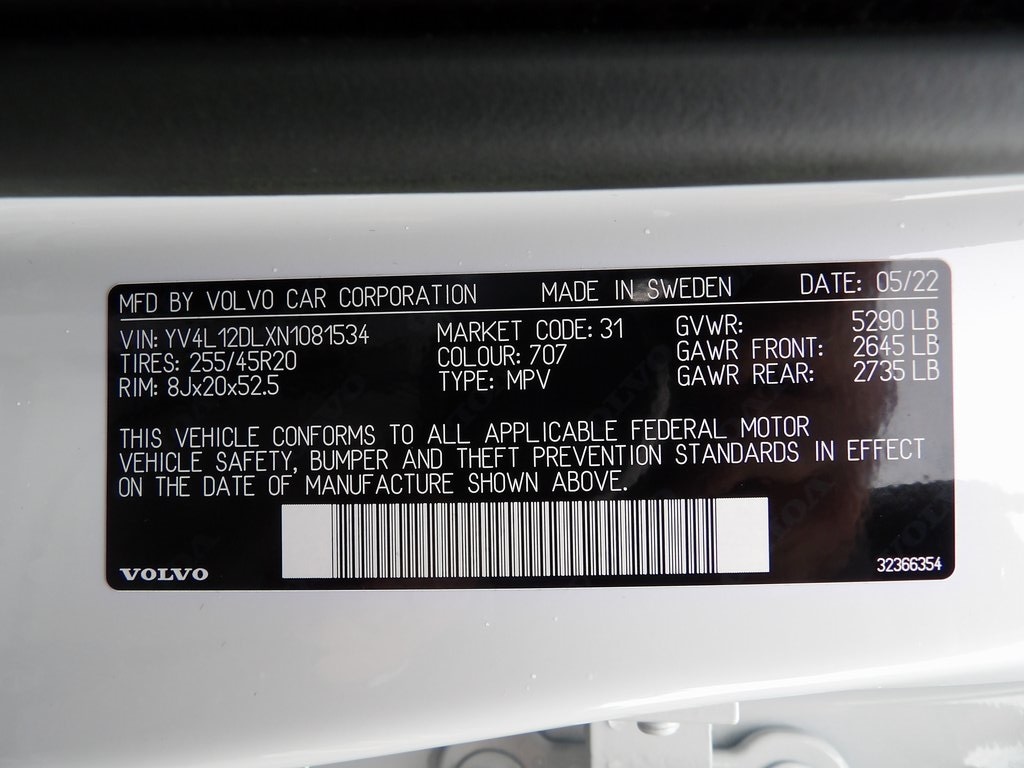 MFD BY VOLVO CAR CORPORATION MADE IN SWEDEN DATE: 05/22
VIN: YV4L12DLXN1081534 MARKET CODE: 31 GVWR: 5290 LB
TIRES: 255/45R20 COLOUR: 707 GAWR FRONT: 2645 LB
RIM: 8Jx20x52.5 TYPE: MPV GAWR REAR: 2735 LB
THIS VEHICLE CONFORMS TO ALL APPLICABLE FEDERAL MOTOR
VEHICLE SAFETY, BUMPER AND THEFT PREVENTION STANDARDS IN EFFECT
ON THE DATE OF MANUFACTURE SHOWN ABOVE.
VOLVO 32366354